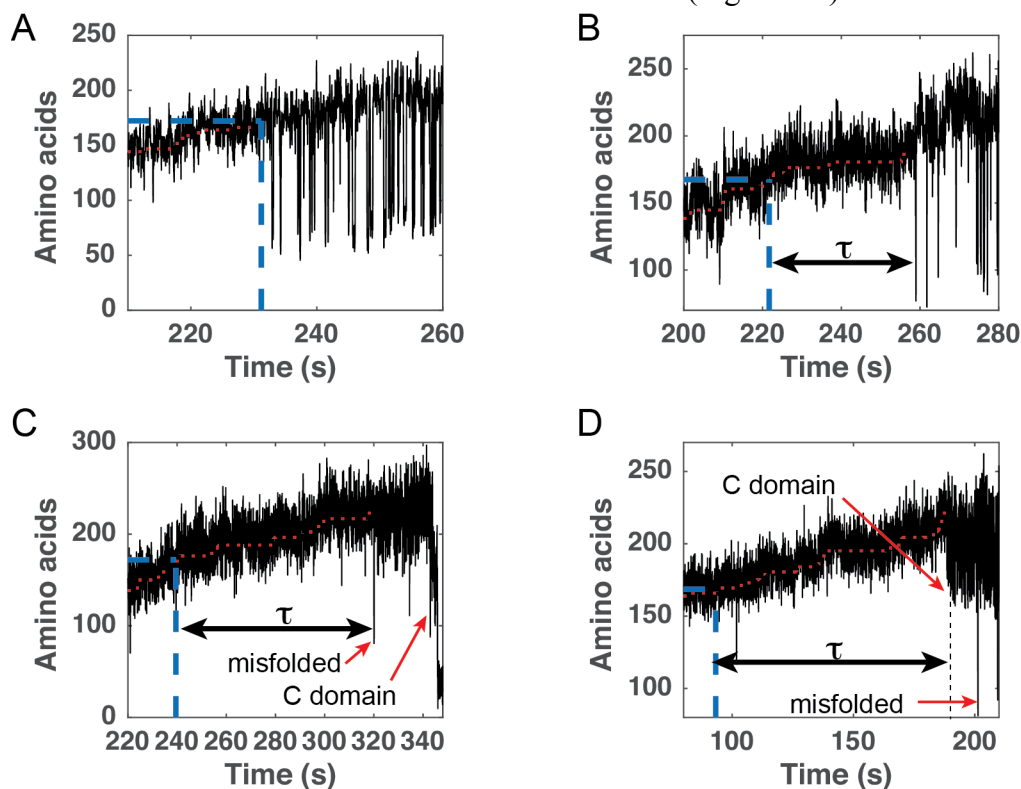 A
Amino acids
250
200
150
100
50
0
220 240 260
Time (s)
B
Amino acids
250
200
150
100
τ
200 220 240 260 280
Time (s)
C
Amino acids
300
200
100
0
τ
misfolded
C domain
220 240 260 280 300 320 340
Time (s)
D
Amino acids
250
200
150
100
C domain
τ
misfolded
100 150 200
Time (s)